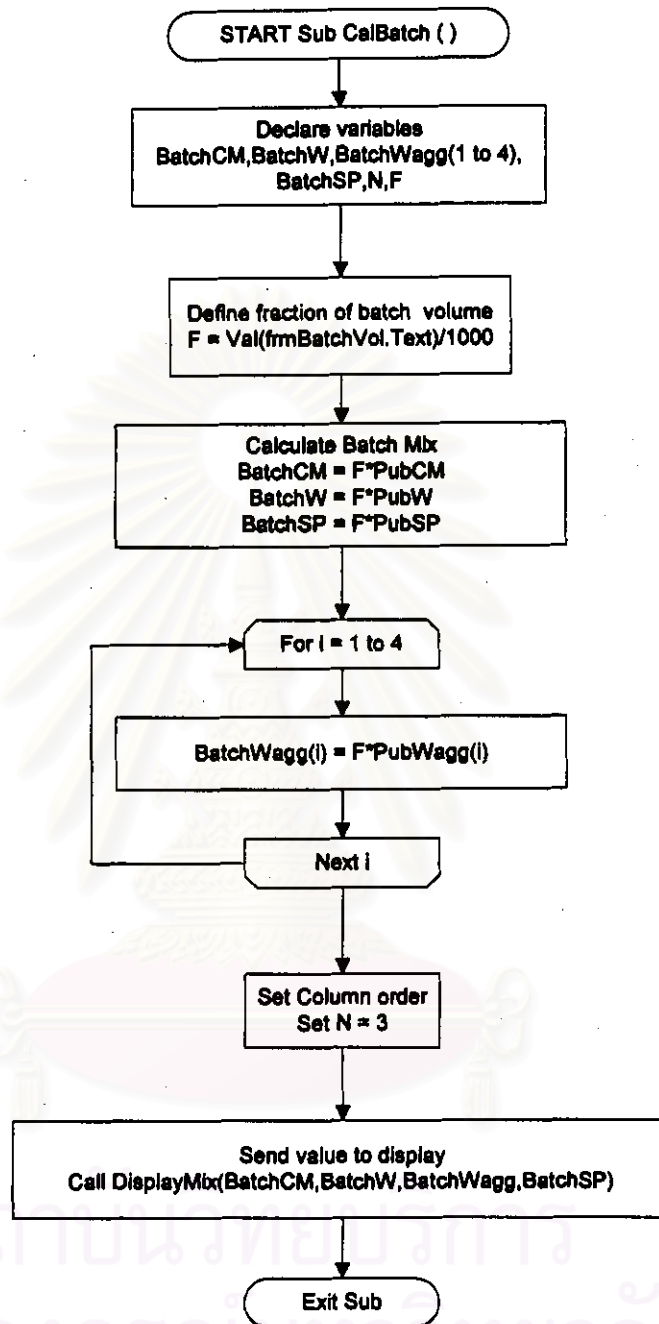 START Sub CalBatch ( )
Declare variables
BatchCM,BatchW,BatchWagg(1 to 4),
BatchSP,N,F
Define fraction of batch volume
F = Val(frmBatchVol.Text)/1000
Calculate Batch Mix
BatchCM = F*PubCM
BatchW = F*PubW
BatchSP = F*PubSP
For i = 1 to 4
BatchWagg(i) = F*PubWagg(i)
Next i
Set Column order
Set N = 3
Send value to display
Call DisplayMix(BatchCM,BatchW,BatchWagg,BatchSP)
Exit Sub